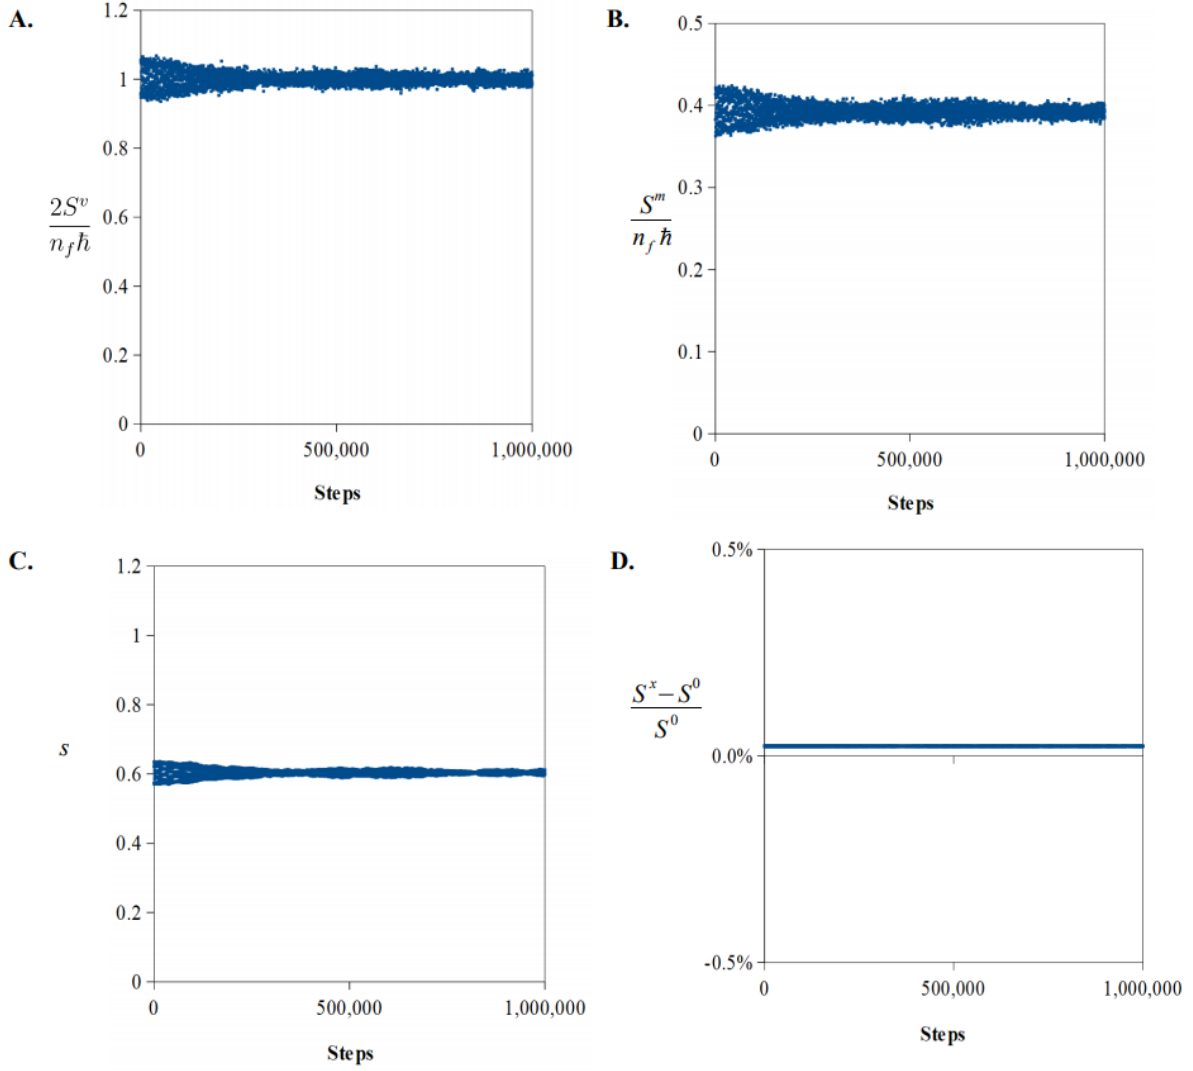 A.
1.2
1
0.8
2S^v
0.6
n_f ℏ
0.4
0.2
0
0
500,000
1,000,000
Steps
B.
0.5
0.4
0.3
S^m
n_f ℏ
0.2
0.1
0
0
500,000
1,000,000
Steps
C.
1.2
1
0.8
s
0.6
0.4
0.2
0
0
500,000
1,000,000
Steps
D.
0.5%
S^x − S^0
S^0
0.0%
-0.5%
0
500,000
1,000,000
Steps